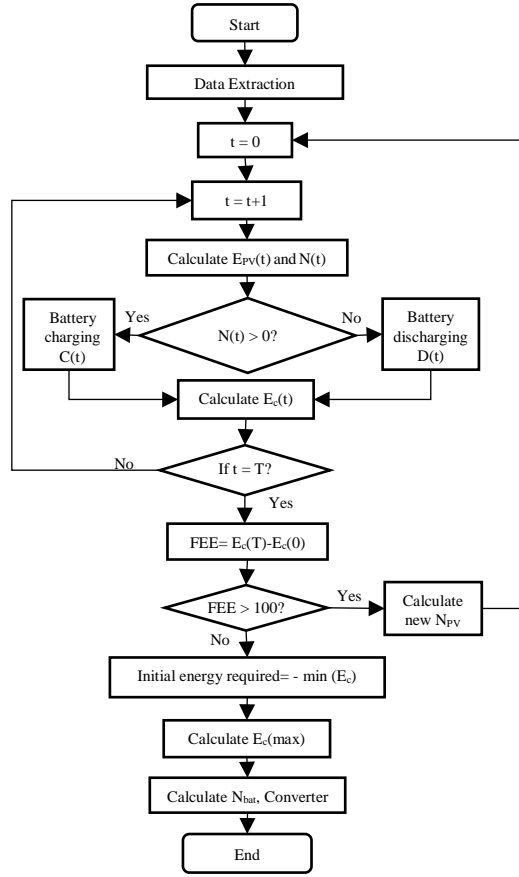 Start
Data Extraction
t = 0
t = t+1
Calculate EPV(t) and N(t)
Yes
No
Battery
charging
C(t)
N(t) > 0?
Battery
discharging
D(t)
Calculate Ec(t)
No
If t = T?
Yes
FEE= Ec(T)-Ec(0)
FEE > 100?
Yes
Calculate
new NPV
No
Initial energy required= - min (Ec)
Calculate Ec(max)
Calculate Nbat, Converter
End